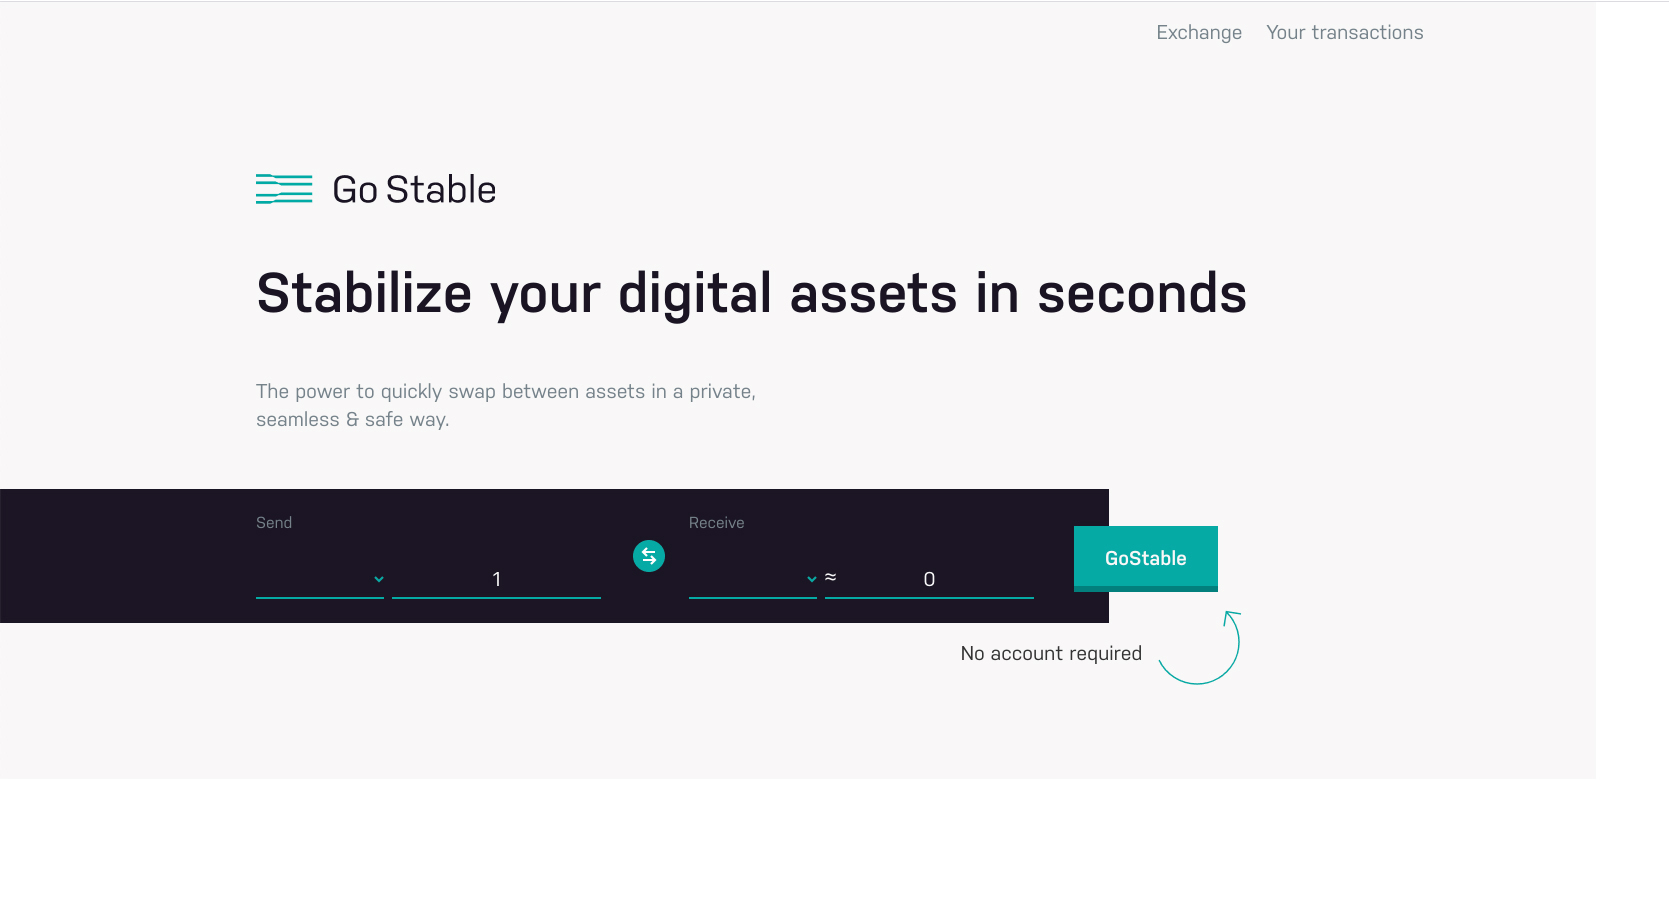 Exchange Your transactions
Go Stable
Stabilize your digital assets in seconds
The power to quickly swap between assets in a private,
seamless & safe way.
Send
Receive
1
≈ 0
GoStable
No account required